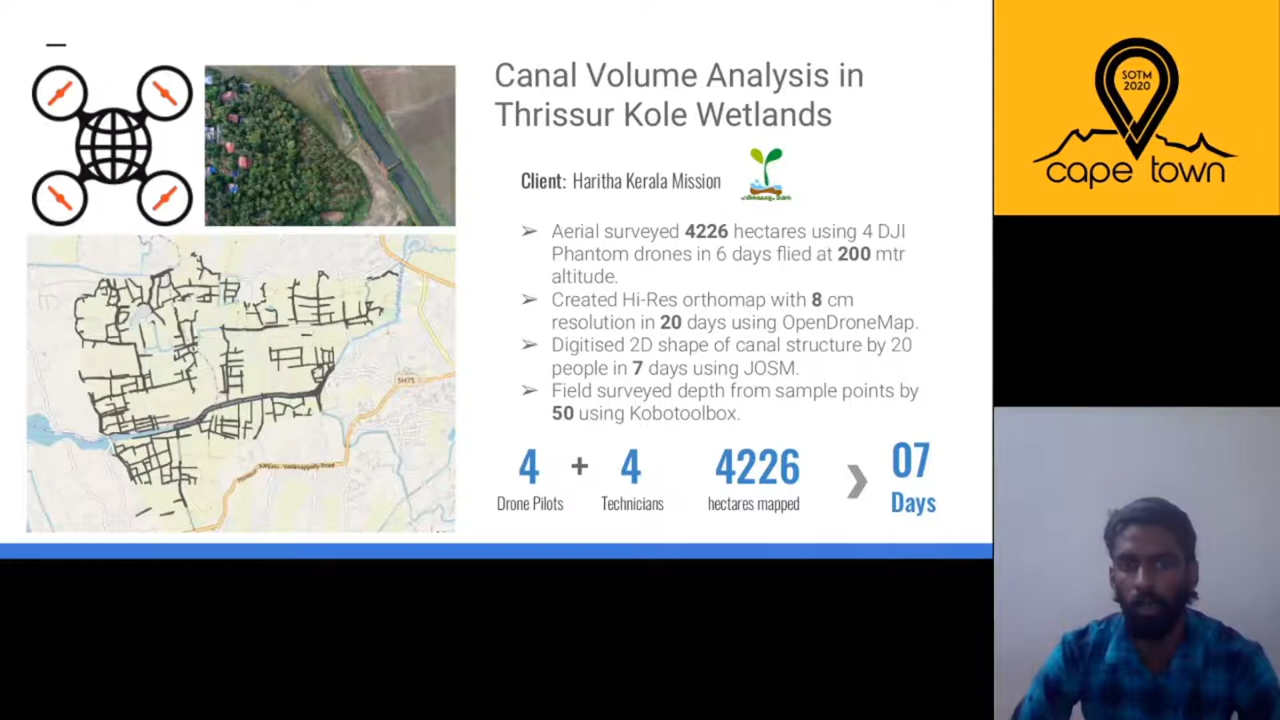 Canal Volume Analysis in
Thrissur Kole Wetlands
Client: Haritha Kerala Mission
➢ Aerial surveyed 4226 hectares using 4 DJI
Phantom drones in 6 days flied at 200 mtr
altitude.
➢ Created Hi-Res orthomap with 8 cm
resolution in 20 days using OpenDroneMap.
➢ Digitised 2D shape of canal structure by 20
people in 7 days using JOSM.
➢ Field surveyed depth from sample points by
50 using Kobotoolbox.
4 + 4 4226 07
Drone Pilots Technicians hectares mapped Days
SH75
SOTM
2020
cape town